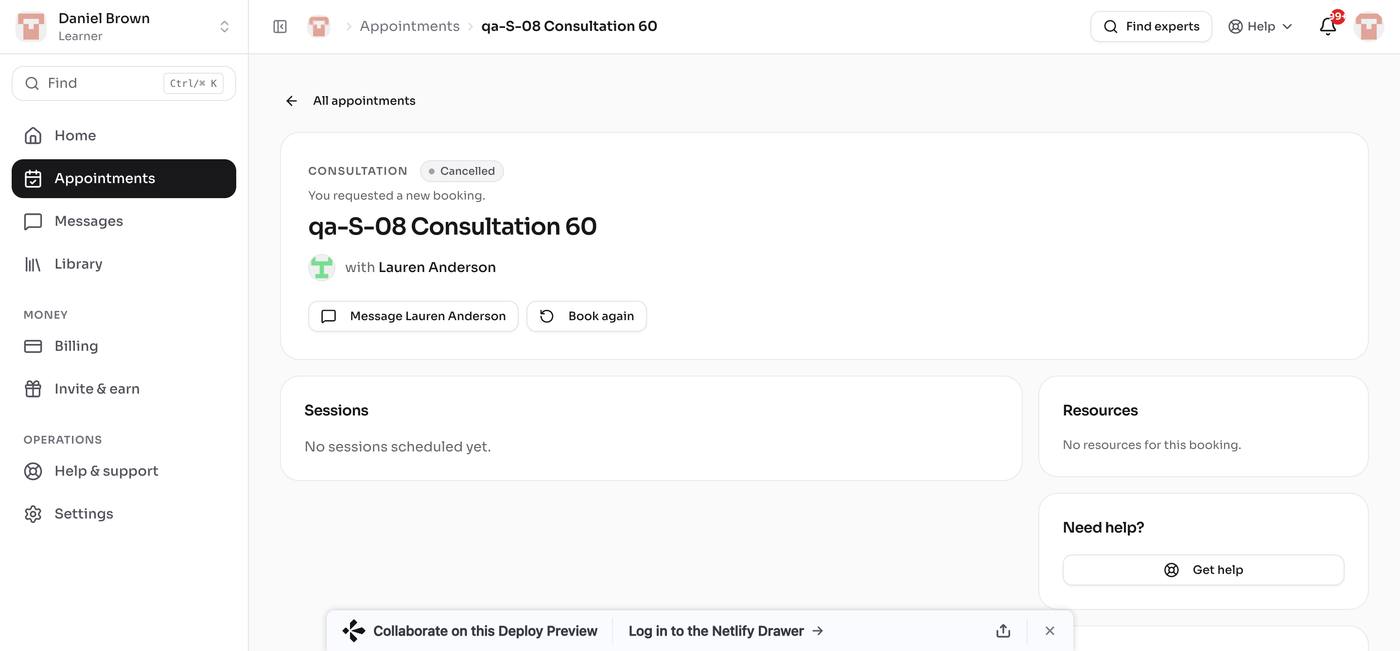 Daniel Brown
Learner
Find
Ctrl/⌘ K
Home
Appointments
Messages
Library
MONEY
Billing
Invite & earn
OPERATIONS
Help & support
Settings
Appointments
qa-S-08 Consultation 60
Find experts
Help
99+
All appointments
CONSULTATION
Cancelled
You requested a new booking.
qa-S-08 Consultation 60
with Lauren Anderson
Message Lauren Anderson
Book again
Sessions
No sessions scheduled yet.
Resources
No resources for this booking.
Need help?
Get help
Collaborate on this Deploy Preview
Log in to the Netlify Drawer →